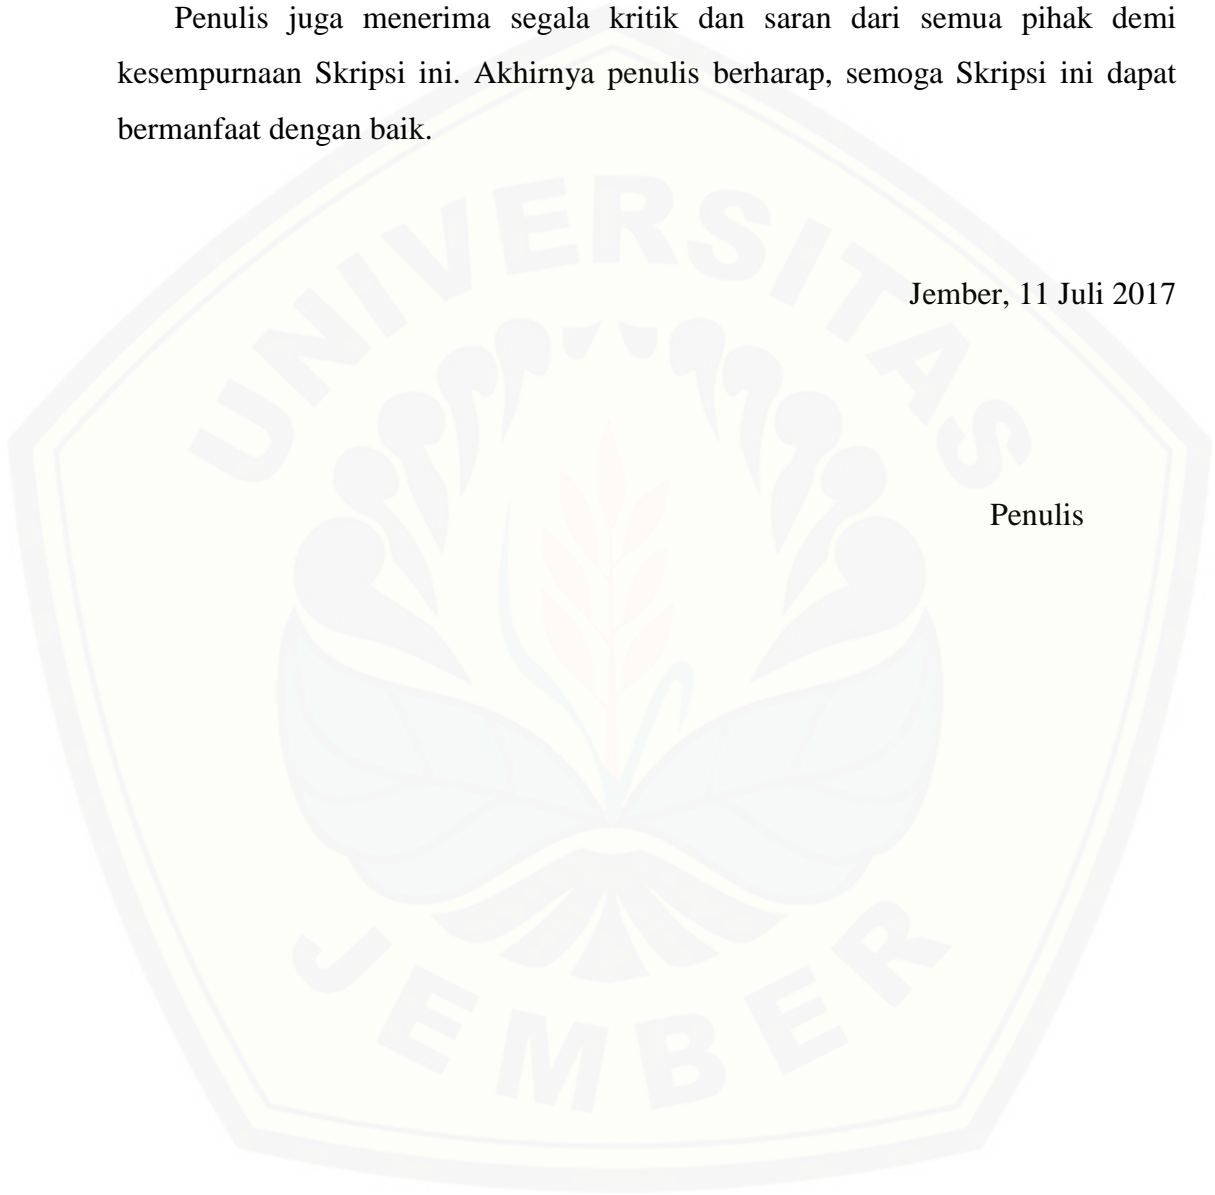 Penulis juga menerima segala kritik dan saran dari semua pihak demi
kesempurnaan Skripsi ini. Akhirnya penulis berharap, semoga Skripsi ini dapat
bermanfaat dengan baik.
UNIVERSITAS
Jember, 11 Juli 2017
Penulis
JEMBER